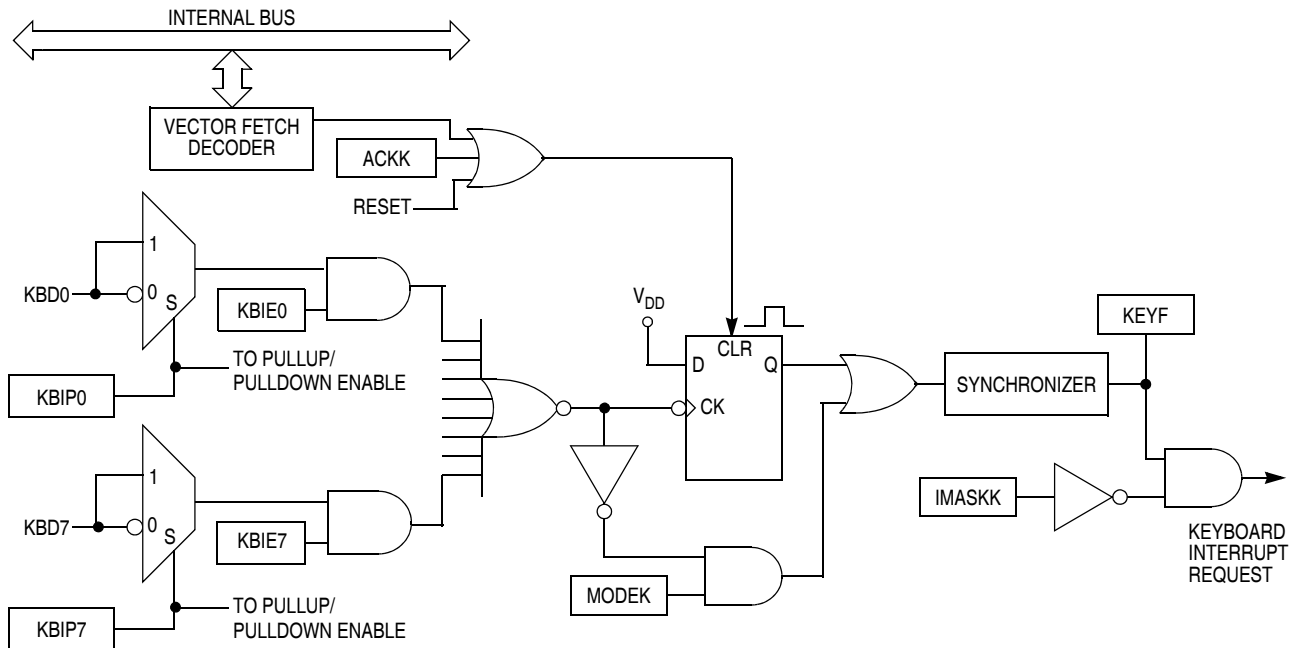 INTERNAL BUS
VECTOR FETCH
DECODER
ACKK
RESET
1
KBD0
0
S
KBIE0
TO PULLUP/
PULLDOWN ENABLE
KBIP0
VDD
CLR
D
Q
CK
KEYF
SYNCHRONIZER
1
KBD7
0
S
KBIE7
TO PULLUP/
PULLDOWN ENABLE
KBIP7
MODEK
IMASKK
KEYBOARD
INTERRUPT
REQUEST